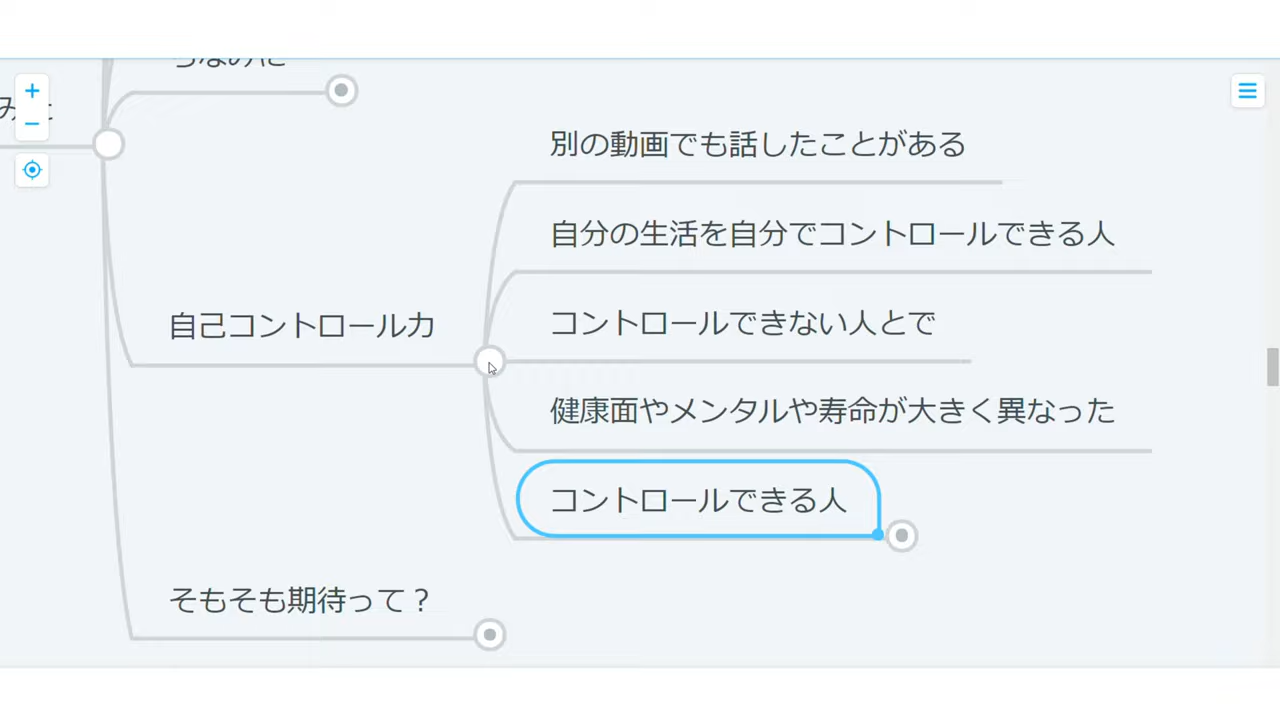 ちなみに
別の動画でも話したことがある
自分の生活を自分でコントロールできる人
自己コントロール力
コントロールできない人とで
健康面やメンタルや寿命が大きく異なった
コントロールできる人
そもそも期待って？